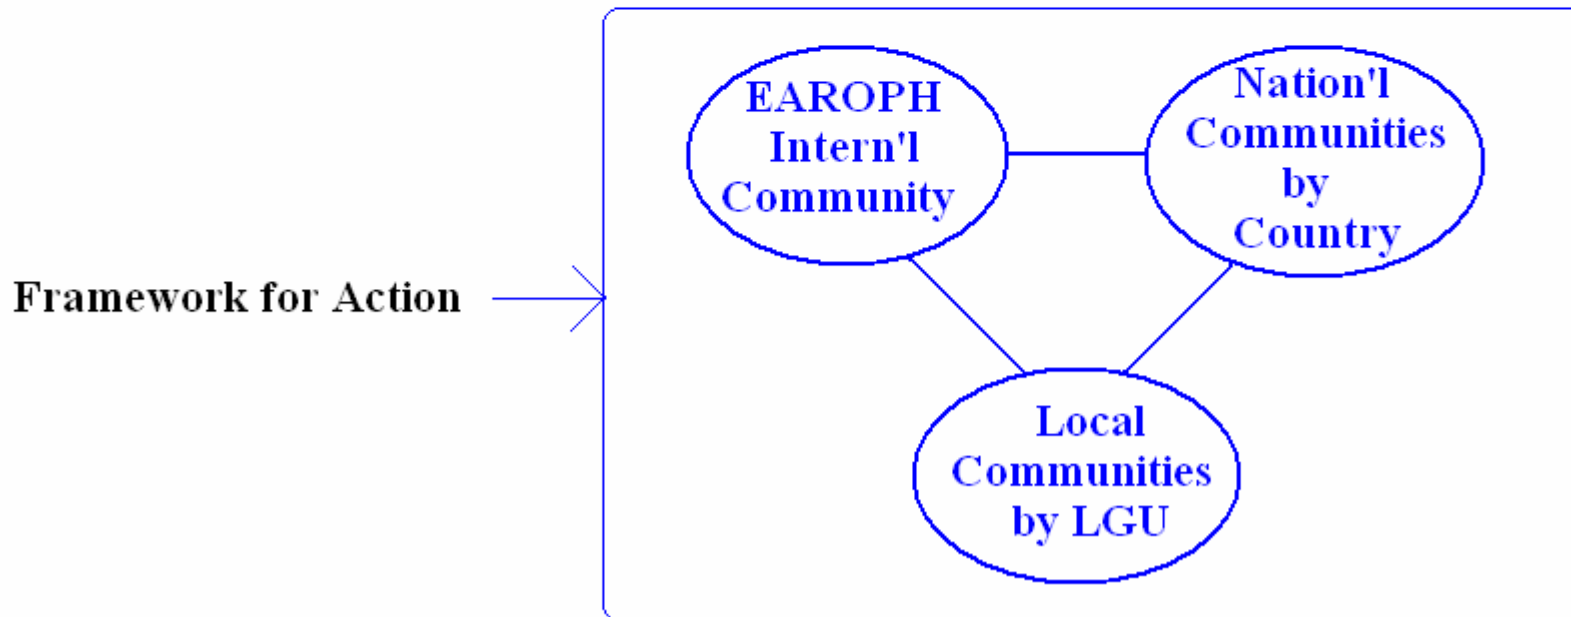 Framework for Action
EAROPH
Intern'l
Community
Nation'l
Communities
by
Country
Local
Communities
by LGU